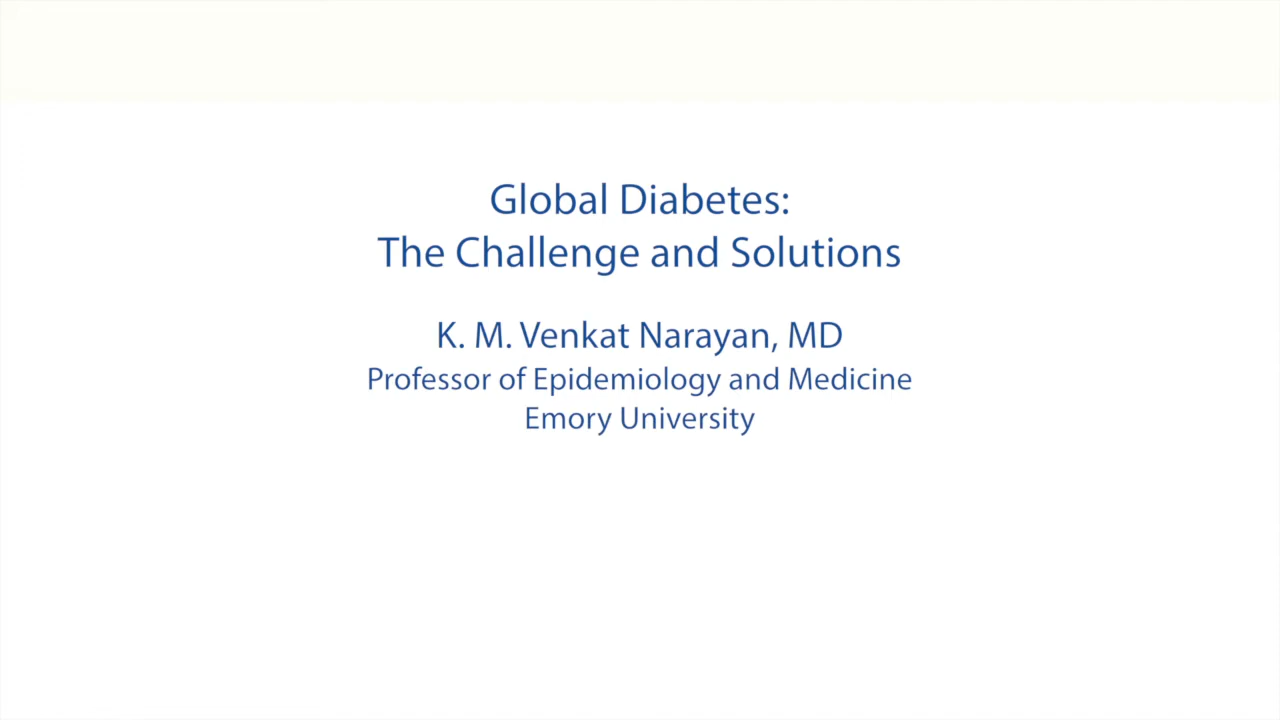 Global Diabetes:
The Challenge and Solutions
K. M. Venkat Narayan, MD
Professor of Epidemiology and Medicine
Emory University